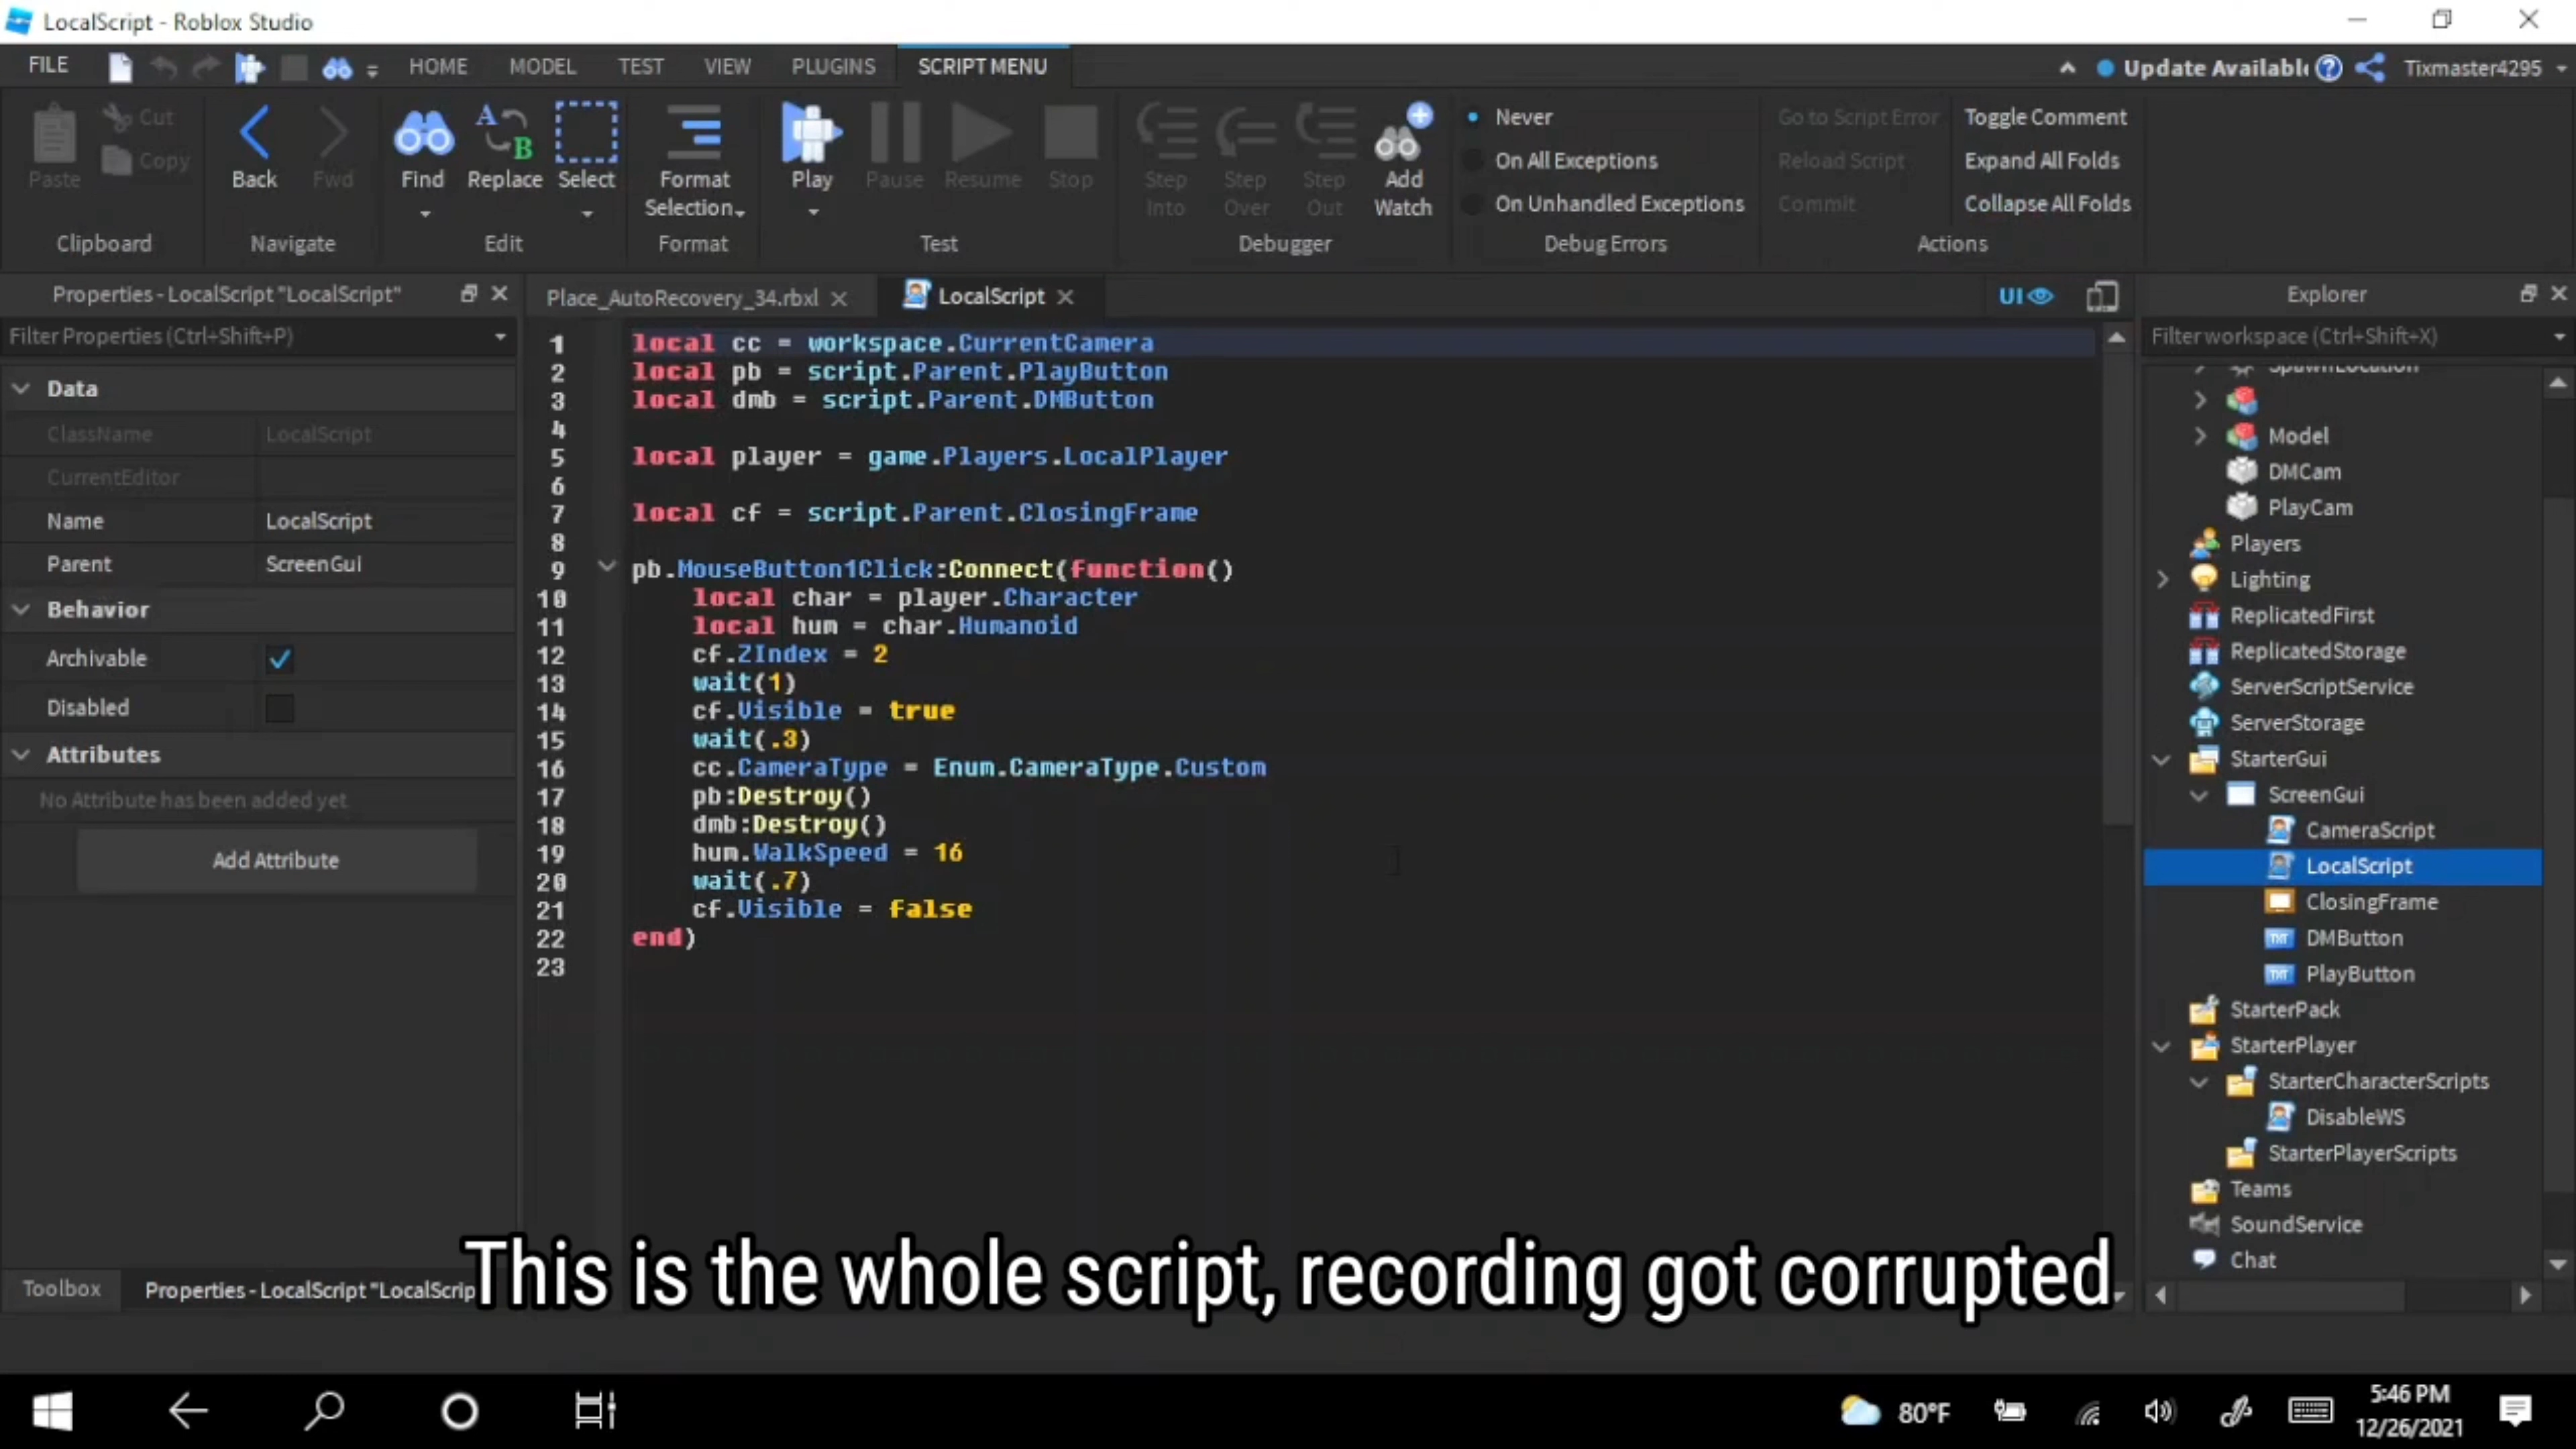 LocalScript - Roblox Studio
FILE HOME MODEL TEST VIEW PLUGINS SCRIPT MENU Update Availabl Tixmaster4295
Paste Cut Copy
Clipboard
Back Fwd
Navigate
Find Replace Select
Edit
Format Selection
Format
Play Pause Resume Stop
Test
Step Into Step Over Step Out Add Watch
Debugger
Never
On All Exceptions
On Unhandled Exceptions
Debug Errors
Go to Script Error
Reload Script
Commit
Toggle Comment
Expand All Folds
Collapse All Folds
Actions
Properties - LocalScript "LocalScript"
Filter Properties (Ctrl+Shift+P)
Data
ClassName LocalScript
CurrentEditor
Name LocalScript
Parent ScreenGui
Behavior
Archivable
Disabled
Attributes
No Attribute has been added yet
Add Attribute
Toolbox Properties - LocalScript "LocalScrip
Place_AutoRecovery_34.rbxl LocalScript UI
1 local cc = workspace.CurrentCamera
2 local pb = script.Parent.PlayButton
3 local dmb = script.Parent.DMButton
4
5 local player = game.Players.LocalPlayer
6
7 local cf = script.Parent.ClosingFrame
8
9 pb.MouseButton1Click:Connect(function()
10 local char = player.Character
11 local hum = char.Humanoid
12 cf.ZIndex = 2
13 wait(1)
14 cf.Visible = true
15 wait(.3)
16 cc.CameraType = Enum.CameraType.Custom
17 pb:Destroy()
18 dmb:Destroy()
19 hum.WalkSpeed = 16
20 wait(.7)
21 cf.Visible = false
22 end)
23
Explorer
Filter workspace (Ctrl+Shift+X)
SpawnLocation
Model
DMCam
PlayCam
Players
Lighting
ReplicatedFirst
ReplicatedStorage
ServerScriptService
ServerStorage
StarterGui
ScreenGui
CameraScript
LocalScript
ClosingFrame
DMButton
PlayButton
StarterPack
StarterPlayer
StarterCharacterScripts
DisableWS
StarterPlayerScripts
Teams
SoundService
Chat
This is the whole script, recording got corrupted
80°F
5:46 PM
12/26/2021